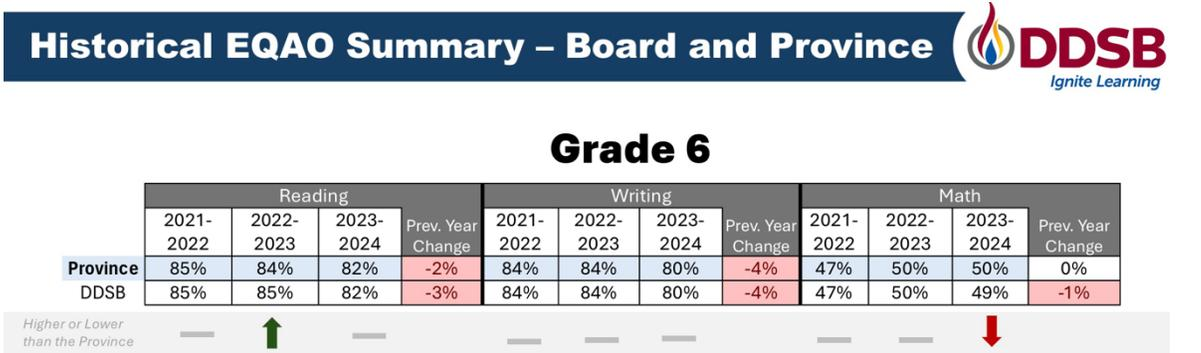 Historical EQAO Summary – Board and Province
DDSB
Ignite Learning
Grade 6
Reading Writing Math
2021-2022 2022-2023 2023-2024 Prev. Year Change 2021-2022 2022-2023 2023-2024 Prev. Year Change 2021-2022 2022-2023 2023-2024 Prev. Year Change
Province 85% 84% 82% -2% 84% 84% 80% -4% 47% 50% 50% 0%
DDSB 85% 85% 82% -3% 84% 84% 80% -4% 47% 50% 49% -1%
Higher or Lower
than the Province